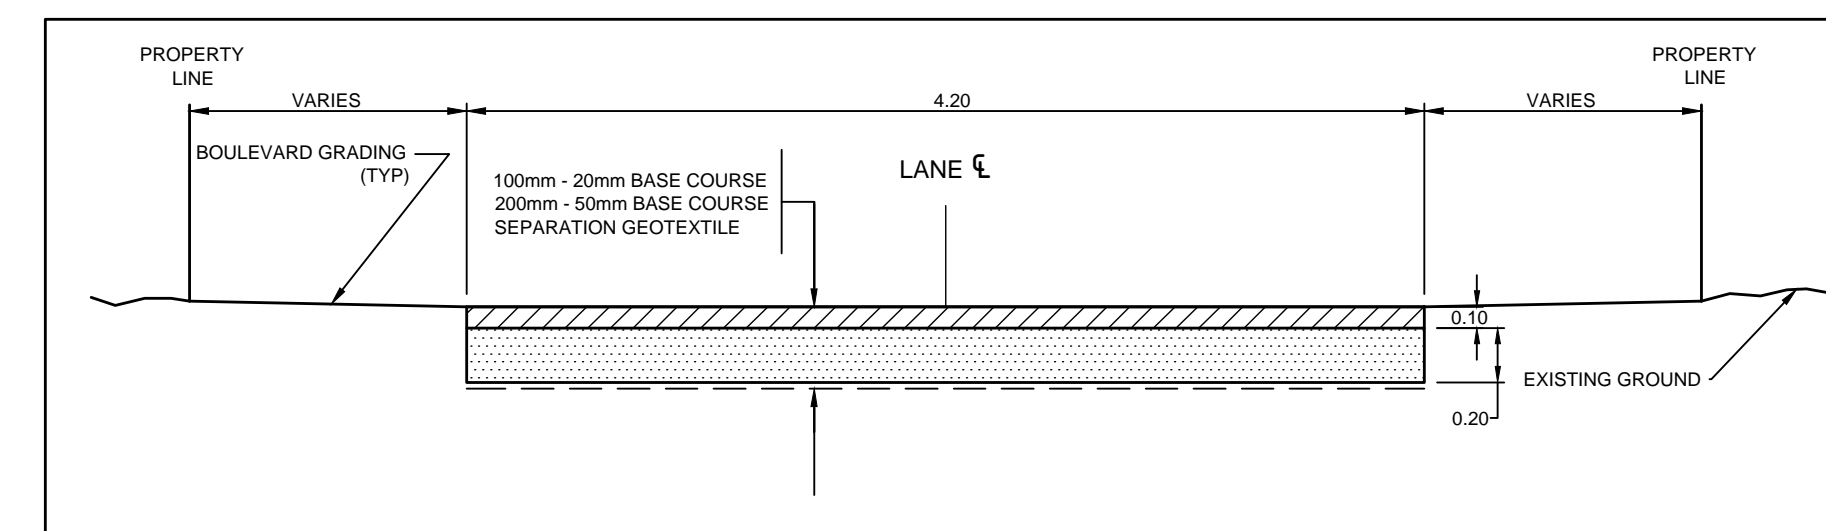 PROPERTY
LINE
PROPERTY
LINE
VARIES
4.20
VARIES
BOULEVARD GRADING
(TYP)
100mm - 20mm BASE COURSE
200mm - 50mm BASE COURSE
SEPARATION GEOTEXTILE
LANE ℄
0.10
EXISTING GROUND
0.20